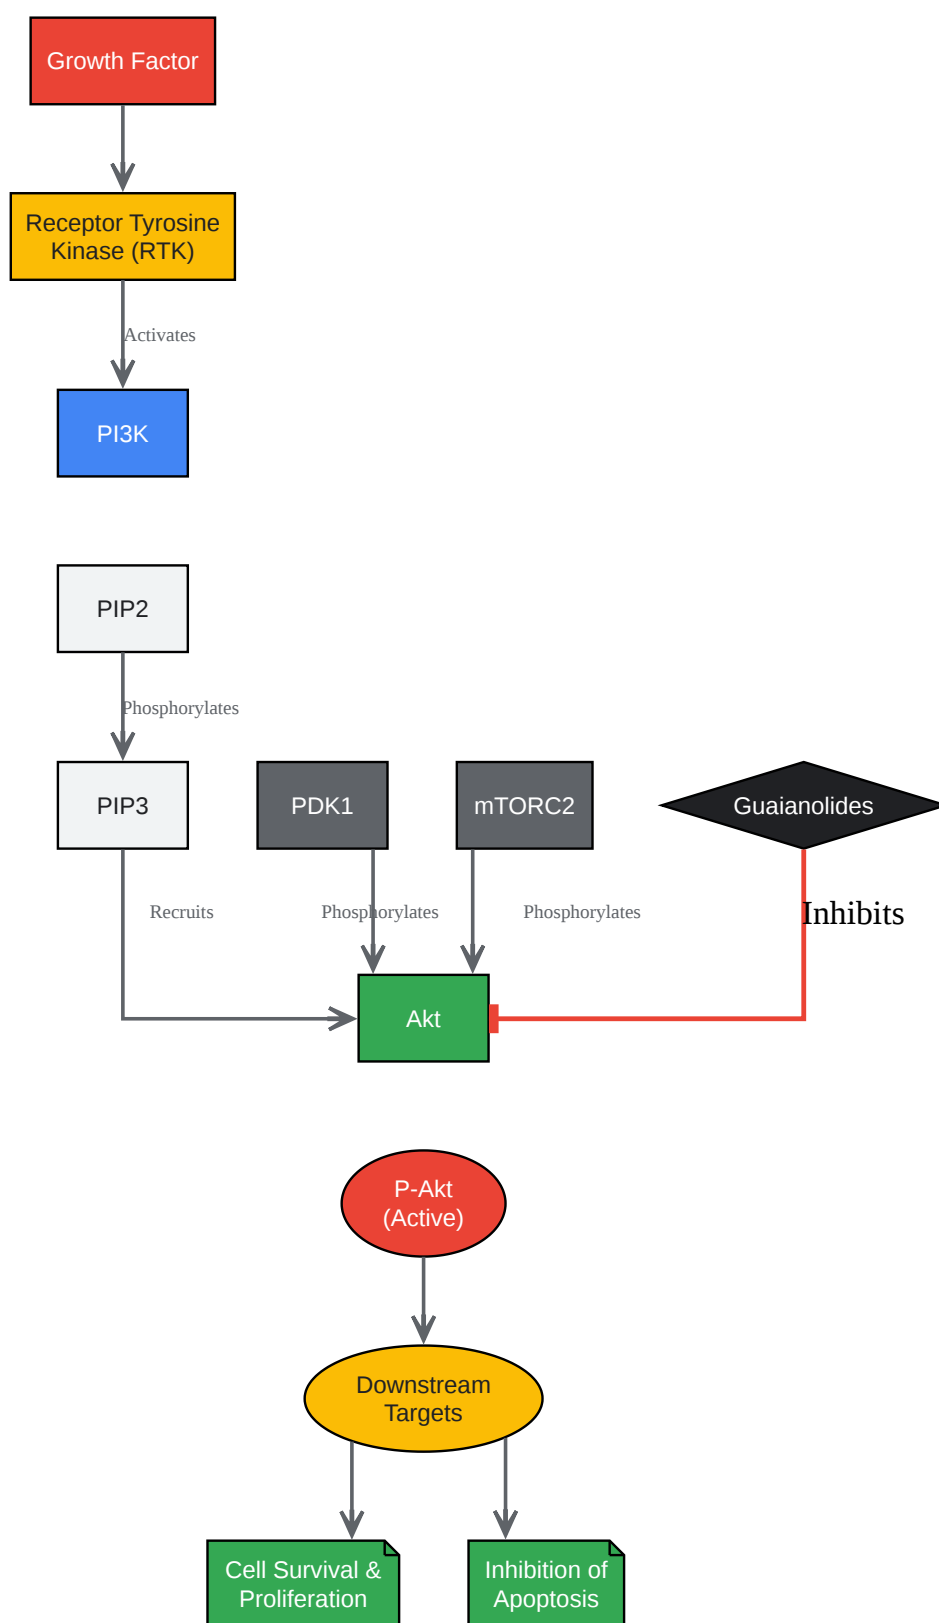 Growth Factor
Receptor Tyrosine
Kinase (RTK)
Activates
PI3K
PIP2
Phosphorylates
PIP3
PDK1
mTORC2
Guaianolides
Recruits
Phosphorylates
Phosphorylates
Inhibits
Akt
P-Akt
(Active)
Downstream
Targets
Cell Survival &
Proliferation
Inhibition of
Apoptosis